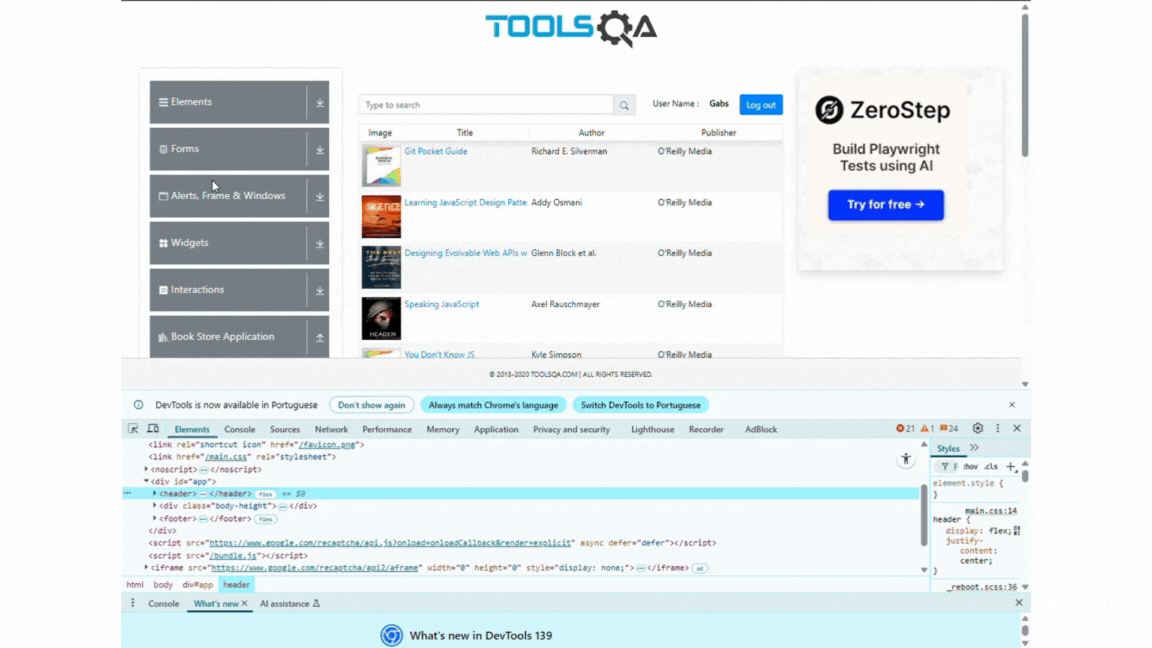 TOOLSQA
Elements
Forms
Alerts, Frame & Windows
Widgets
Interactions
Book Store Application
Type to search
User Name :
Gabs
Log out
Image Title Author Publisher
Git Pocket Guide Richard E. Silverman O'Reilly Media
Learning JavaScript Design Patte Addy Osmani O'Reilly Media
Designing Evolvable Web APIs w Glenn Block et al. O'Reilly Media
Speaking JavaScript Axel Rauschmayer O'Reilly Media
You Don't Know JS Kyle Simpson O'Reilly Media
ZeroStep
Build Playwright
Tests using AI
Try for free →
© 2013-2020 TOOLSQA.COM | ALL RIGHTS RESERVED.
DevTools is now available in Portuguese Don't show again Always match Chrome's language Switch DevTools to Portuguese
Elements Console Sources Network Performance Memory Application Privacy and security Lighthouse Recorder AdBlock 21 1 24
<link rel="shortcut icon" href="/favicon.png">
<link href="/main.css" rel="stylesheet">
<noscript>…</noscript>
<div id="app">
<header>…</header> flex == $0
<div class="body-height">…</div>
<footer>…</footer> flex
</div>
<script src="https://www.google.com/recaptcha/api.js?onload=onloadCallback&render=explicit" async defer="defer"></script>
<script src="/bundle.js"></script>
<iframe src="https://www.google.com/recaptcha/api2/aframe" width="0" height="0" style="display: none;">…</iframe> ad
html body div#app header
Styles
F :hov .cls
element.style {
}
main.css:14
header {
display: flex;
justify-
content:
center;
}
_reboot.scss:36
Console What's new AI assistance
What's new in DevTools 139